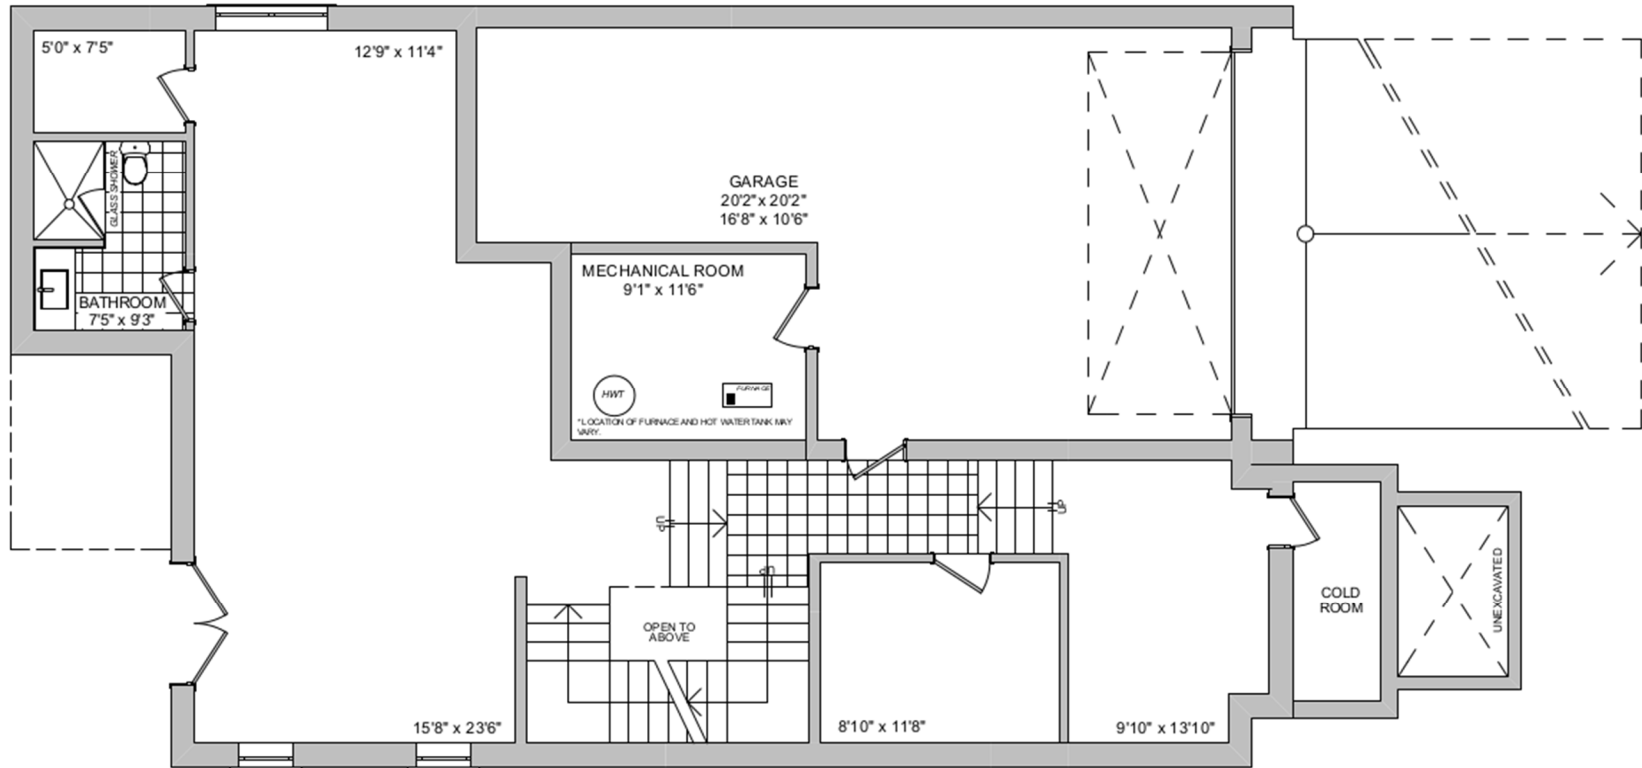 5'0" x 7'5"
12'9" x 11'4"
GLASS SHOWER
BATHROOM
7'5" x 9'3"
GARAGE
20'2" x 20'2"
16'8" x 10'6"
MECHANICAL ROOM
9'1" x 11'6"
HWT
FURNACE
*LOCATION OF FURNACE AND HOT WATER TANK MAY
VARY.
UP
UP
UP
OPEN TO
ABOVE
15'8" x 23'6"
8'10" x 11'8"
9'10" x 13'10"
COLD
ROOM
UNEXCAVATED